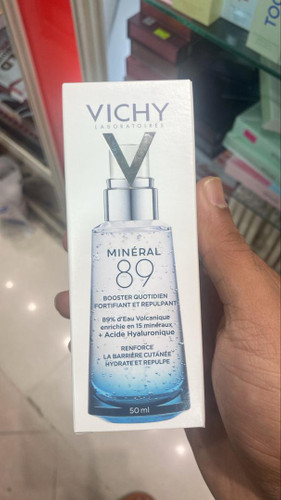 VICHY
LABORATOIRES
MINÉRAL
89
BOOSTER QUOTIDIEN
FORTIFIANT ET REPULPANT
89% d'Eau Volcanique
enrichie en 15 minéraux
+ Acide Hyaluronique
RENFORCE
LA BARRIÈRE CUTANÉE
HYDRATE ET REPULPE
50 ml